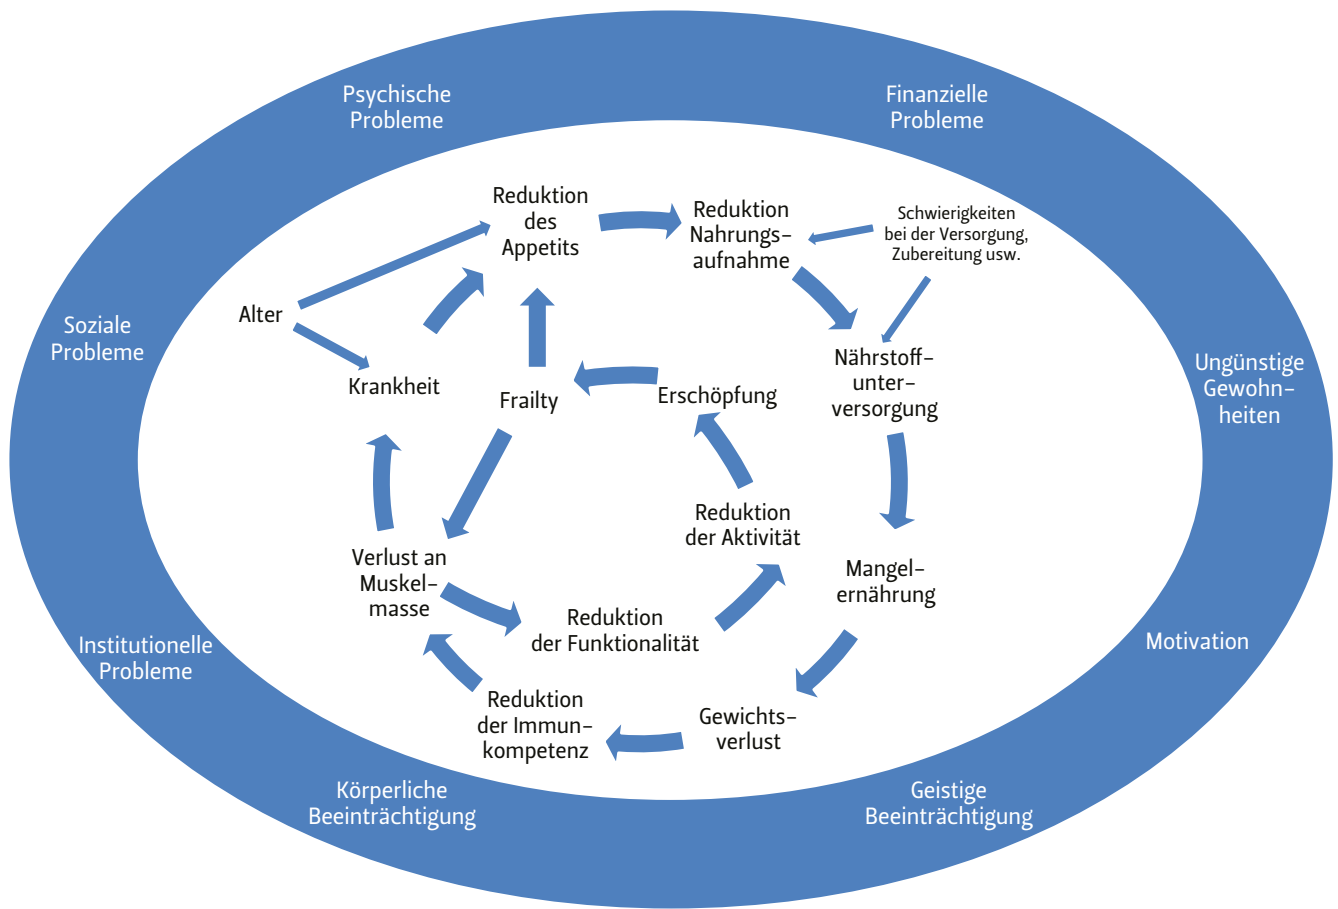 Psychische
Probleme
Finanzielle
Probleme
Reduktion
des
Appetits
Reduktion
Nahrungs–
aufnahme
Schwierigkeiten
bei der Versorgung,
Zubereitung usw.
Alter
Soziale
Probleme
Krankheit
Frailty
Erschöpfung
Nährstoff–
unter–
versorgung
Ungünstige
Gewohn–
heiten
Reduktion
der Aktivität
Verlust an
Muskel–
masse
Mangel–
ernährung
Reduktion
der Funktionalität
Institutionelle
Probleme
Motivation
Reduktion
der Immun–
kompetenz
Gewichts–
verlust
Körperliche
Beeinträchtigung
Geistige
Beeinträchtigung